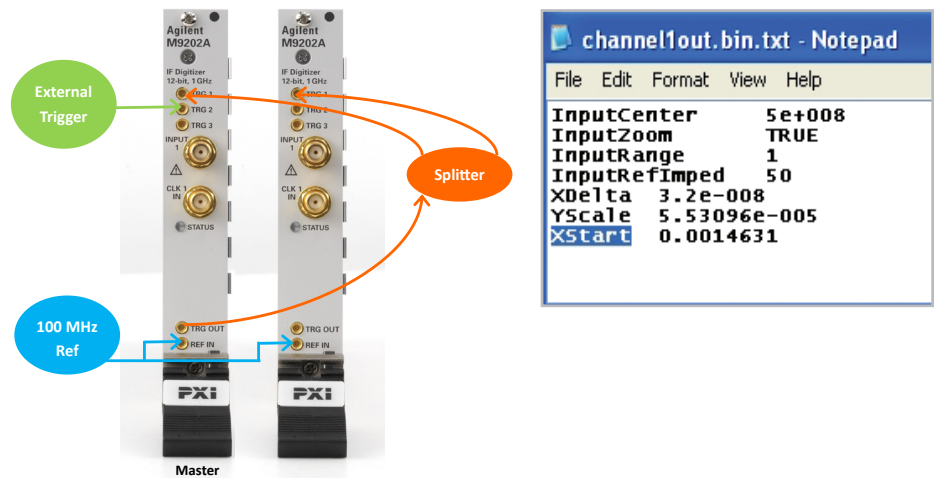 Agilent
M9202A
IF Digitizer
12-bit, 1 GHz
TRG 1
TRG 2
TRG 3
INPUT
1
CLK 1
IN
STATUS
TRG OUT
REF IN
PXI
Master
Agilent
M9202A
IF Digitizer
12-bit, 1 GHz
TRG 1
TRG 2
TRG 3
INPUT
1
CLK 1
IN
STATUS
TRG OUT
REF IN
PXI
External
Trigger
Splitter
100 MHz
Ref
channel1out.bin.txt - Notepad
File Edit Format View Help
InputCenter 5e+008
InputZoom TRUE
InputRange 1
InputRefImped 50
XDelta 3.2e-008
YScale 5.53096e-005
XStart 0.0014631